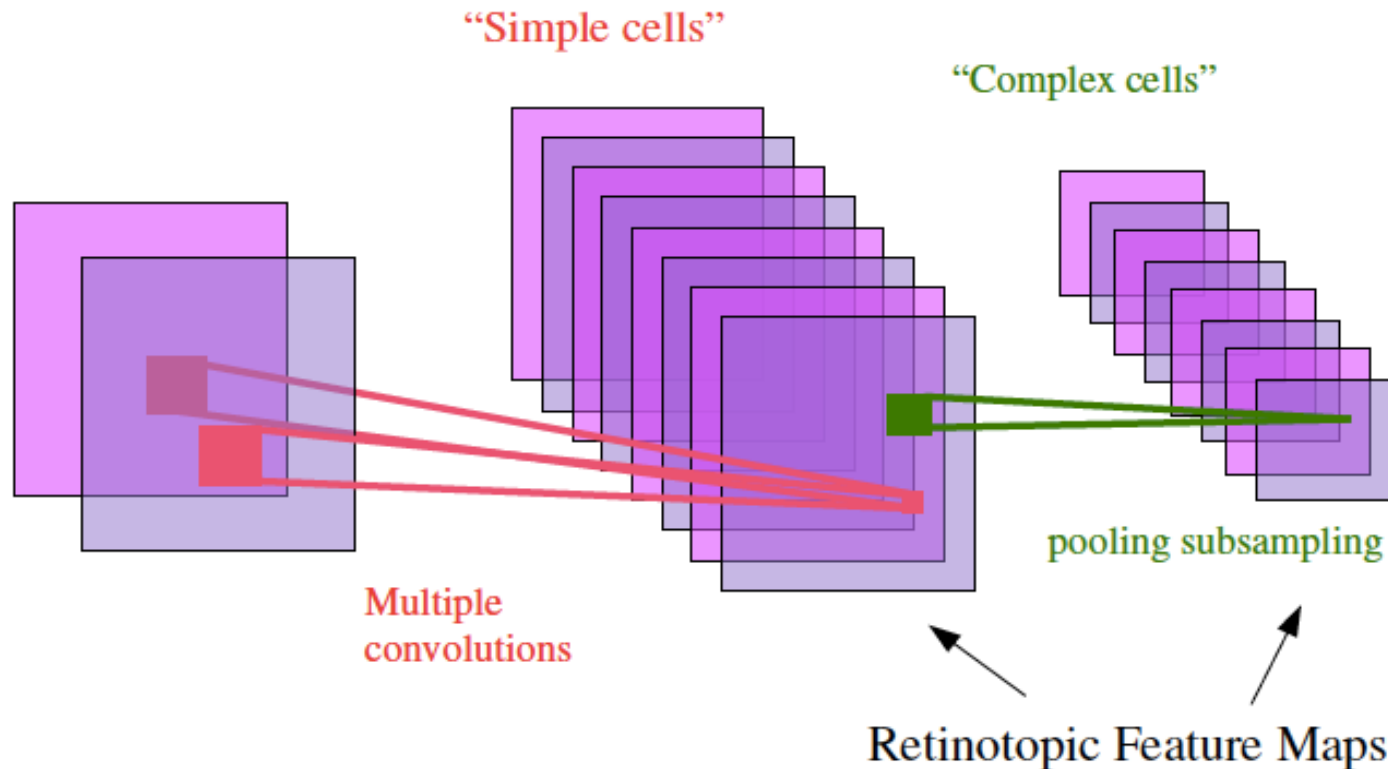 “Simple cells”
“Complex cells”
pooling subsampling
Multiple
convolutions
Retinotopic Feature Maps